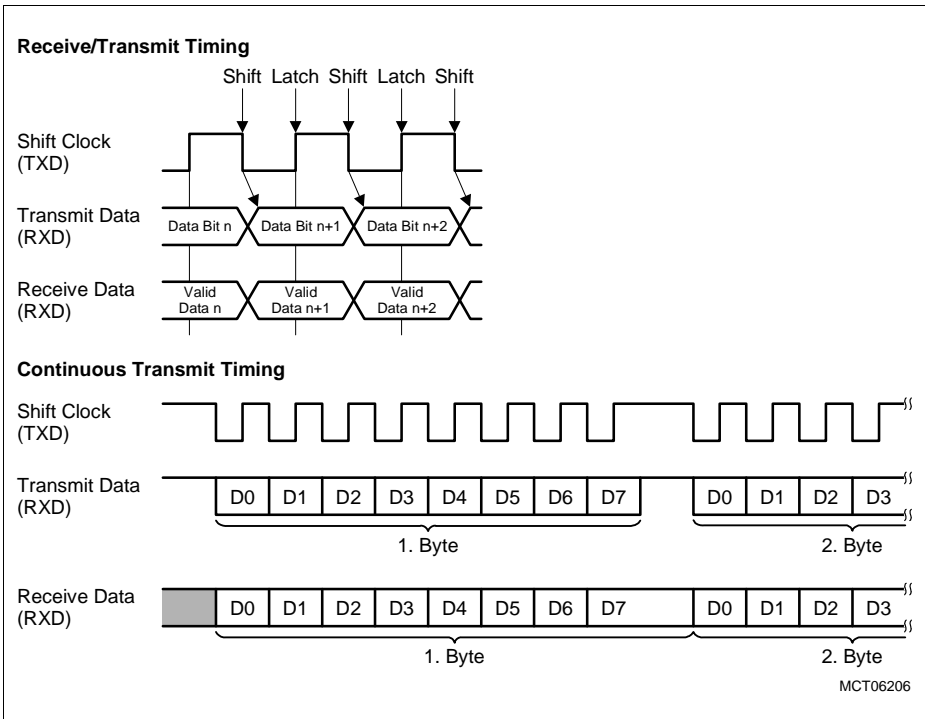 Receive/Transmit Timing
Shift Latch Shift Latch Shift
Shift Clock
(TXD)
Transmit Data
(RXD)
Data Bit n Data Bit n+1 Data Bit n+2
Receive Data
(RXD)
Valid
Data n
Valid
Data n+1
Valid
Data n+2
Continuous Transmit Timing
Shift Clock
(TXD)
Transmit Data
(RXD)
D0 D1 D2 D3 D4 D5 D6 D7 D0 D1 D2 D3
1. Byte 2. Byte
Receive Data
(RXD)
D0 D1 D2 D3 D4 D5 D6 D7 D0 D1 D2 D3
1. Byte 2. Byte
MCT06206